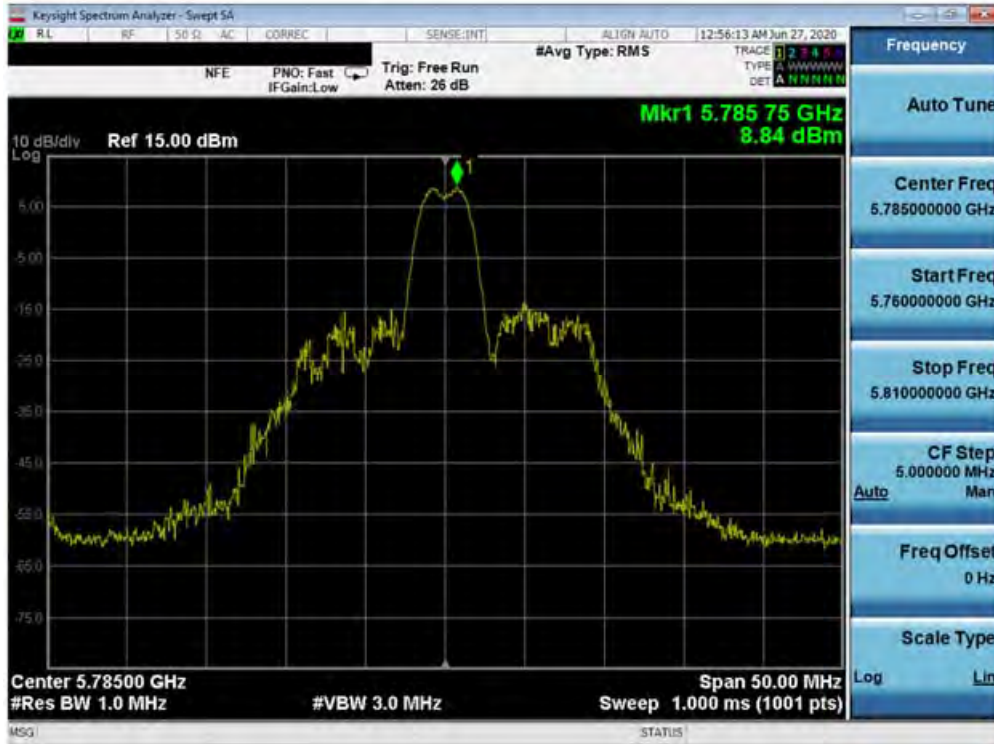 Keysight Spectrum Analyzer - Swept SA
RL RF 50 Ω AC CORREC SENSE:INT ALIGN AUTO 12:56:13 AM Jun 27, 2020
NFE PNO: Fast Trig: Free Run #Avg Type: RMS TRACE 1 2 3 4 5 6
IFGain:Low Atten: 26 dB TYPE A WWWWW
DET A N N N N N
Mkr1 5.785 75 GHz
8.84 dBm
10 dB/div Ref 15.00 dBm
Log
1
5.00
-5.00
-15.0
-25.0
-35.0
-45.0
-55.0
-65.0
-75.0
Center 5.78500 GHz Span 50.00 MHz
#Res BW 1.0 MHz #VBW 3.0 MHz Sweep 1.000 ms (1001 pts)
MSG STATUS
Frequency
Auto Tune
Center Freq
5.785000000 GHz
Start Freq
5.760000000 GHz
Stop Freq
5.810000000 GHz
CF Step
5.000000 MHz
Auto Man
Freq Offset
0 Hz
Scale Type
Log Lin